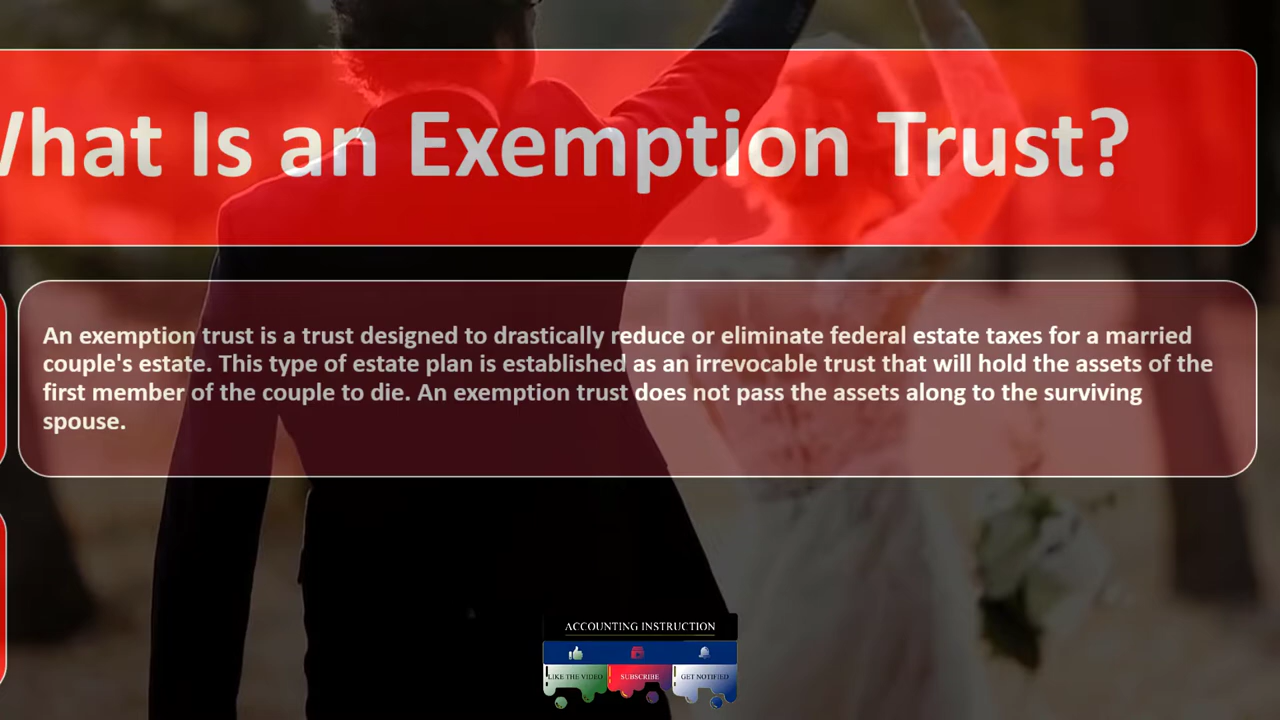 What Is an Exemption Trust?
An exemption trust is a trust designed to drastically reduce or eliminate federal estate taxes for a married
couple's estate. This type of estate plan is established as an irrevocable trust that will hold the assets of the
first member of the couple to die. An exemption trust does not pass the assets along to the surviving
spouse.
ACCOUNTING INSTRUCTION
LIKE THE VIDEO SUBSCRIBE GET NOTIFIED